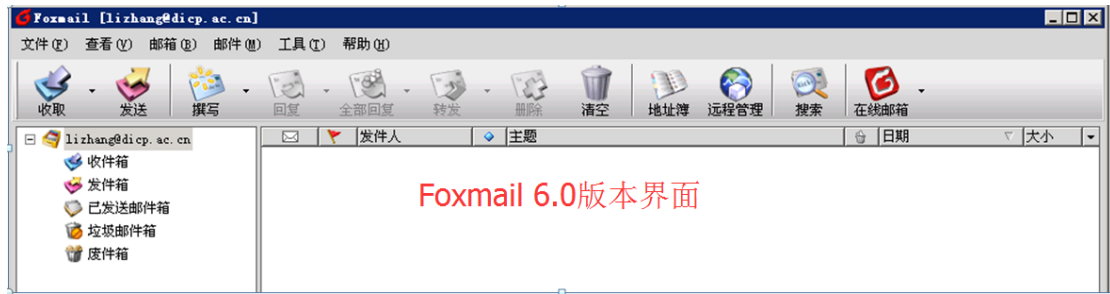 Foxmail [lizhang@dicp.ac.cn]
文件(F) 查看(V) 邮箱(B) 邮件(M) 工具(T) 帮助(H)
收取 发送 撰写 回复 全部回复 转发 删除 清空 地址簿 远程管理 搜索 在线邮箱
lizhang@dicp.ac.cn 发件人 主题 日期 大小
收件箱
发件箱
已发送邮件箱
垃圾邮件箱
废件箱
Foxmail 6.0版本界面